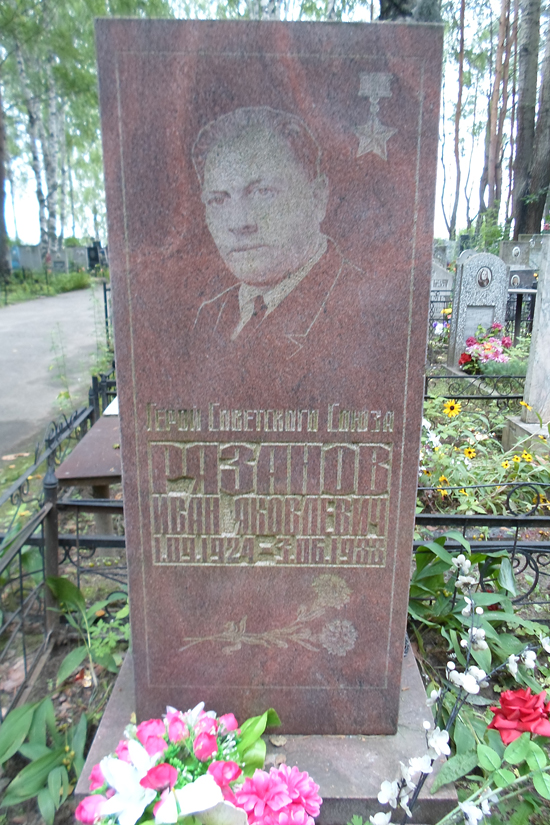 Герой Советского Союза
РЯЗАНОВ
ИВАН ЯКОВЛЕВИЧ